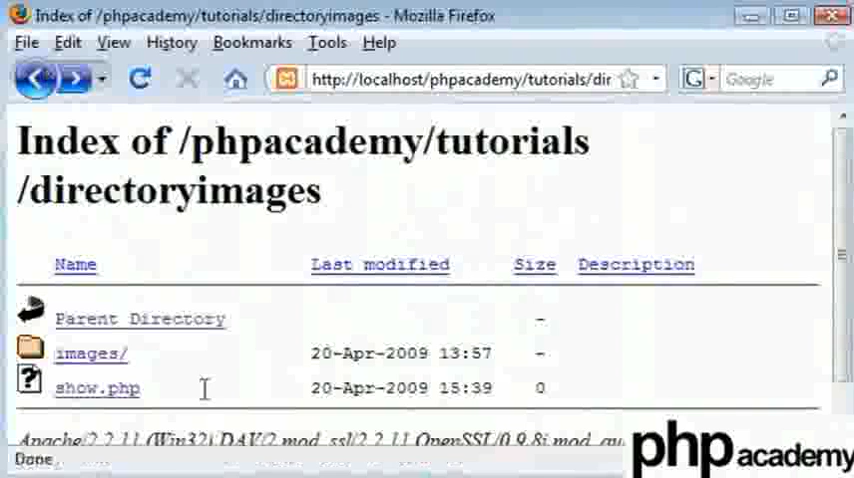 Index of /phpacademy/tutorials/directoryimages - Mozilla Firefox
File Edit View History Bookmarks Tools Help
http://localhost/phpacademy/tutorials/dir G Google
Index of /phpacademy/tutorials
/directoryimages
Name Last modified Size Description
Parent Directory -
images/ 20-Apr-2009 13:57 -
? show.php 20-Apr-2009 15:39 0
Apache/2.2.11 (Win32) DAV/2 mod_ssl/2.2.11 OpenSSL/0.9.8i
Done
php academy